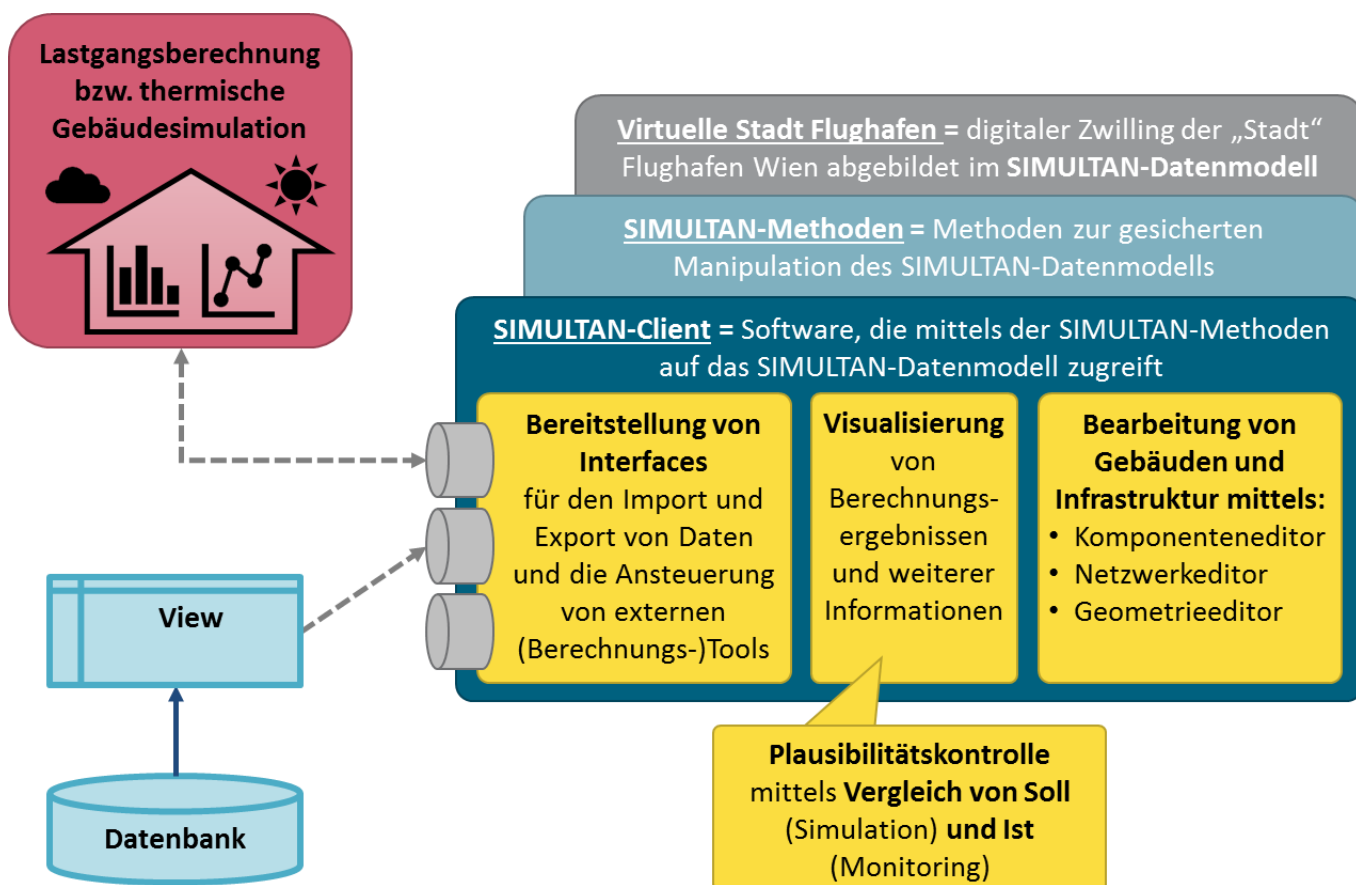 Lastgangsberechnung
bzw. thermische
Gebäudesimulation
Virtuelle Stadt Flughafen = digitaler Zwilling der „Stadt“
Flughafen Wien abgebildet im SIMULTAN-Datenmodell
SIMULTAN-Methoden = Methoden zur gesicherten
Manipulation des SIMULTAN-Datenmodells
SIMULTAN-Client = Software, die mittels der SIMULTAN-Methoden
auf das SIMULTAN-Datenmodell zugreift
Bereitstellung von
Interfaces
für den Import und
Export von Daten
und die Ansteuerung
von externen
(Berechnungs-)Tools
Visualisierung
von
Berechnungs-
ergebnissen
und weiterer
Informationen
Bearbeitung von
Gebäuden und
Infrastruktur mittels:
• Komponenteneditor
• Netzwerkeditor
• Geometrieeditor
View
Datenbank
Plausibilitätskontrolle
mittels Vergleich von Soll
(Simulation) und Ist
(Monitoring)